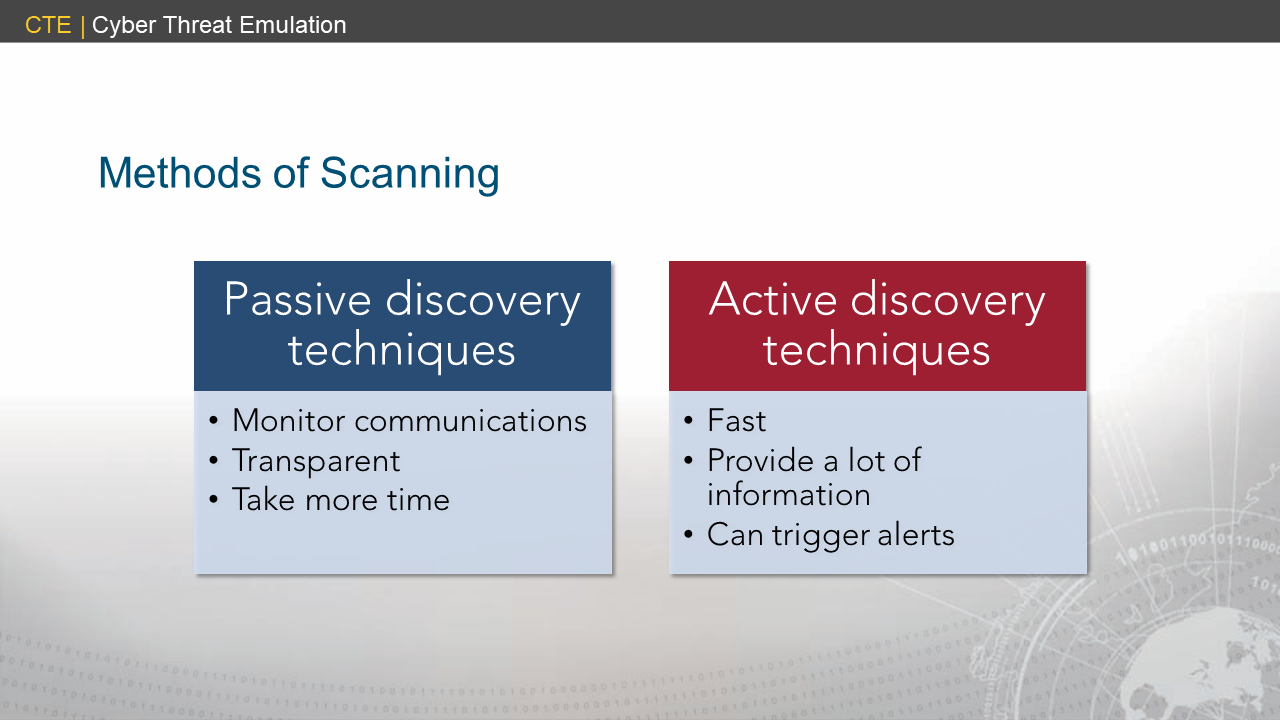 CTE | Cyber Threat Emulation
Methods of Scanning
Passive discovery
techniques
• Monitor communications
• Transparent
• Take more time
Active discovery
techniques
• Fast
• Provide a lot of
information
• Can trigger alerts